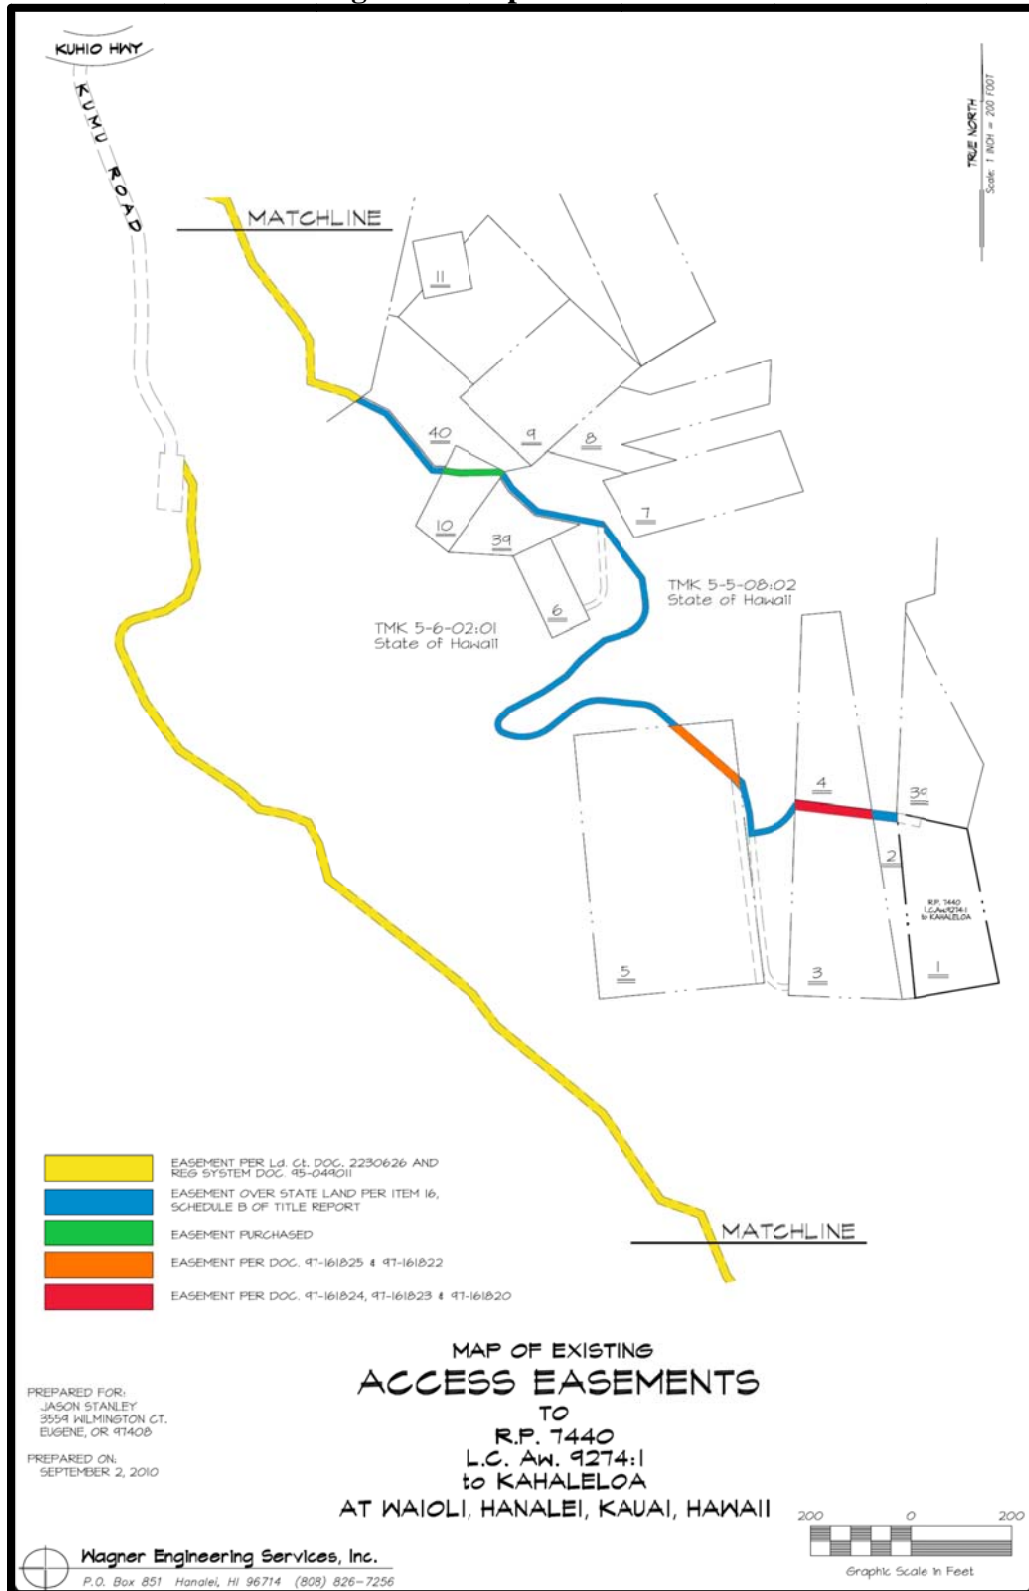 KUHIO HWY
KUMU ROAD
TRUE NORTH
Scale: 1 INCH = 200 FOOT
MATCHLINE
11
40
9
8
7
10
39
6
TMK 5-5-08:02
State of Hawaii
TMK 5-6-02:01
State of Hawaii
4
2
R.P. 7440
L.C.Aw.9274:1
to KAHALELOA
5
3
1
EASEMENT PER Ld. Ct. DOC. 2230626 AND
REG SYSTEM DOC. 95-049011
EASEMENT OVER STATE LAND PER ITEM 16,
SCHEDULE B OF TITLE REPORT
EASEMENT PURCHASED
EASEMENT PER DOC. 97-161825 & 97-161822
EASEMENT PER DOC. 97-161824, 97-161823 & 97-161820
MATCHLINE
MAP OF EXISTING
ACCESS EASEMENTS
TO
R.P. 7440
L.C. Aw. 9274:1
to KAHALELOA
AT WAIOLI, HANALEI, KAUAI, HAWAII
PREPARED FOR:
JASON STANLEY
3559 WILMINGTON CT.
EUGENE, OR 97408
PREPARED ON:
SEPTEMBER 2, 2010
200 0 200
Graphic Scale in Feet
Wagner Engineering Services, Inc.
P.O. Box 851 Hanalei, HI 96714 (808) 826-7256